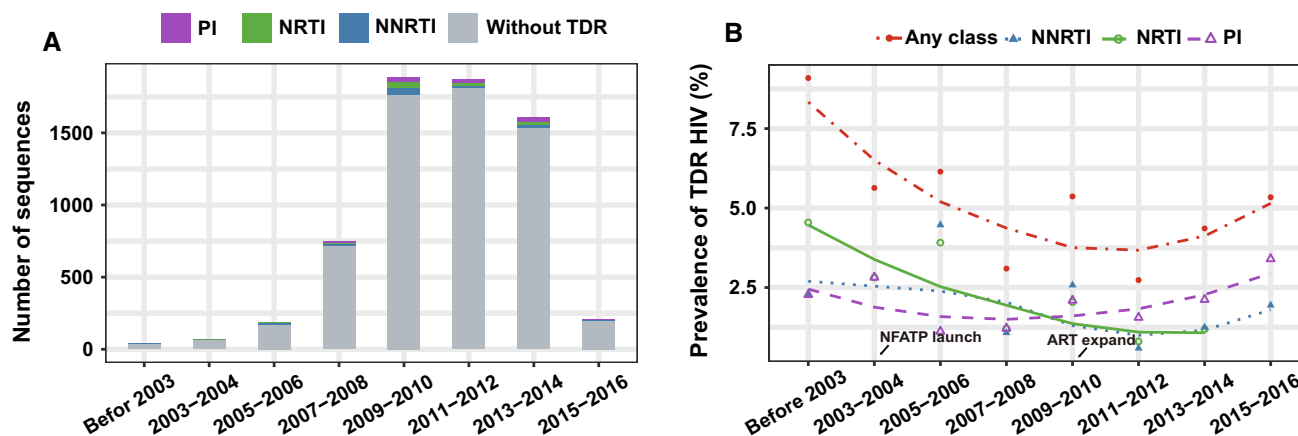 A
PI NRTI NNRTI Without TDR
Number of sequences
1500
1000
500
0
Befor 2003
2003–2004
2005–2006
2007–2008
2009–2010
2011–2012
2013–2014
2015–2016
B
Any class NNRTI NRTI PI
Prevalence of TDR HIV (%)
7.5
5.0
2.5
NFATP launch
ART expand
Before 2003
2003–2004
2005–2006
2007–2008
2009–2010
2011–2012
2013–2014
2015–2016